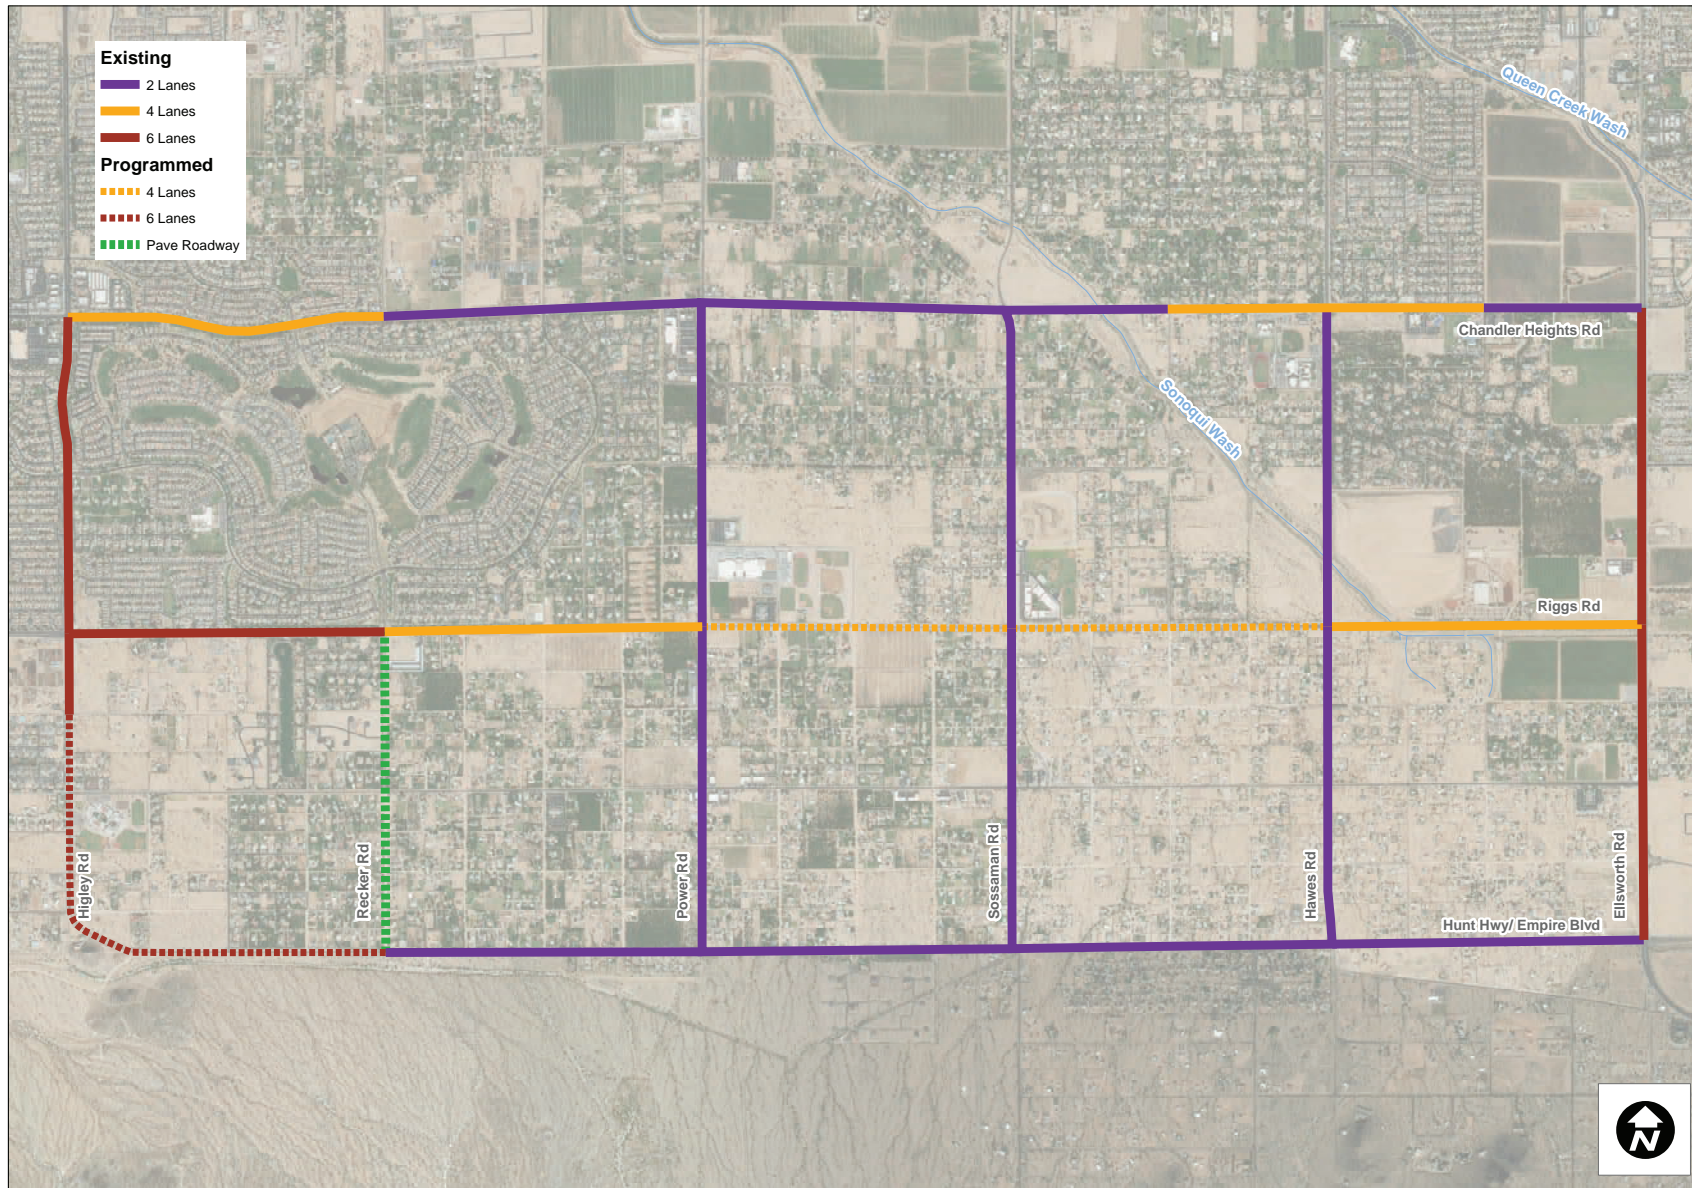 Existing
2 Lanes
4 Lanes
6 Lanes
Programmed
4 Lanes
6 Lanes
Pave Roadway
Queen Creek Wash
Chandler Heights Rd
Sonoqui Wash
Riggs Rd
Higley Rd
Recker Rd
Power Rd
Sossaman Rd
Hawes Rd
Ellsworth Rd
Hunt Hwy/ Empire Blvd
N